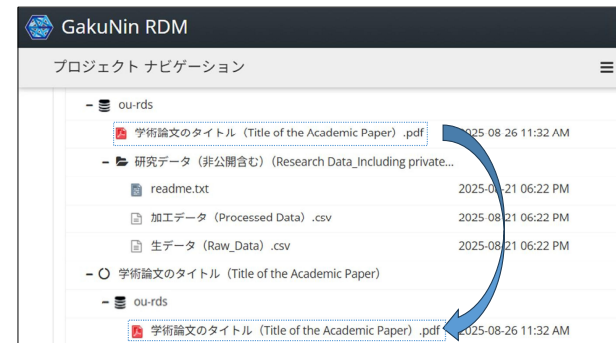 GakuNin RDM
プロジェクト ナビゲーション
ou-rds
学術論文のタイトル（Title of the Academic Paper）.pdf 2025-08-26 11:32 AM
研究データ（非公開含む）（Research Data_Including private...
readme.txt 2025-08-21 06:22 PM
加工データ（Processed Data）.csv 2025-08-21 06:22 PM
生データ（Raw_Data）.csv 2025-08-21 06:22 PM
学術論文のタイトル（Title of the Academic Paper）
ou-rds
学術論文のタイトル（Title of the Academic Paper）.pdf 2025-08-26 11:32 AM